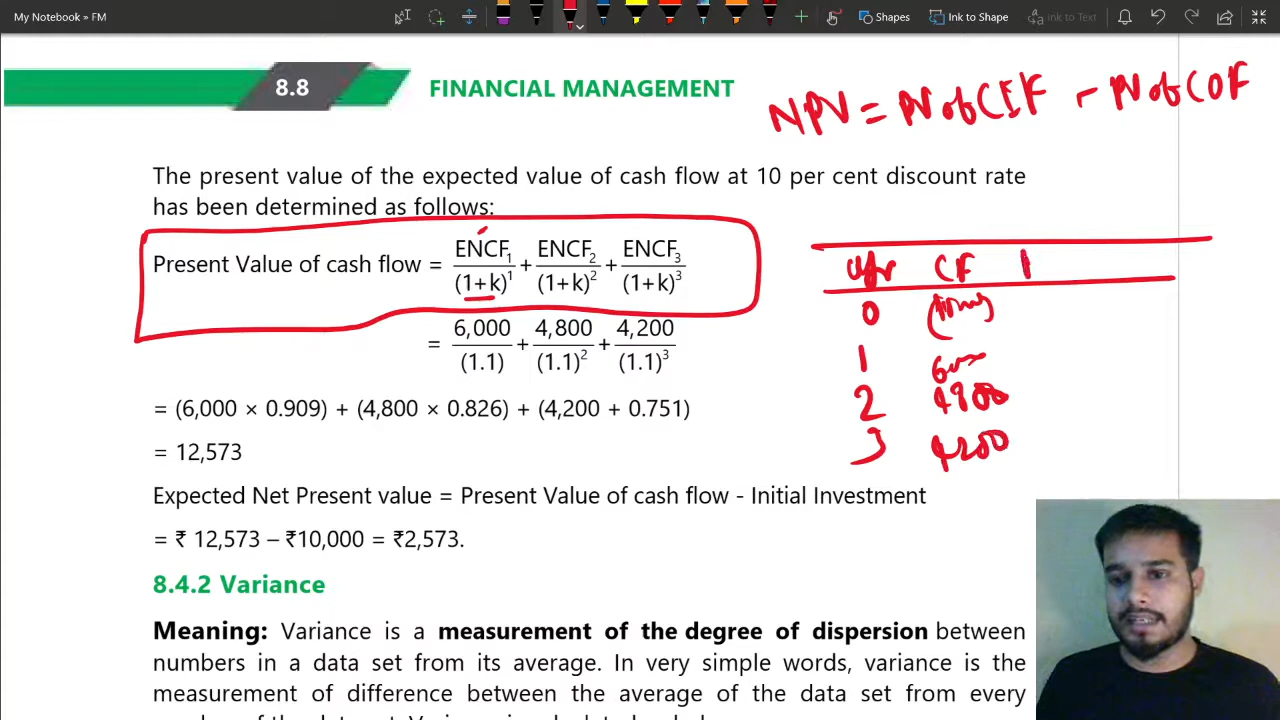 My Notebook » FM
Shapes Ink to Shape Ink to Text
8.8 FINANCIAL MANAGEMENT
NPV = PV of CIF - PV of COF
The present value of the expected value of cash flow at 10 per cent discount rate
has been determined as follows:
Present Value of cash flow = ENCF₁/(1+k)¹ + ENCF₂/(1+k)² + ENCF₃/(1+k)³
= 6,000/(1.1) + 4,800/(1.1)² + 4,200/(1.1)³
= (6,000 × 0.909) + (4,800 × 0.826) + (4,200 + 0.751)
= 12,573
Expected Net Present value = Present Value of cash flow - Initial Investment
= ₹ 12,573 – ₹10,000 = ₹2,573.
8.4.2 Variance
Meaning: Variance is a measurement of the degree of dispersion between
numbers in a data set from its average. In very simple words, variance is the
measurement of difference between the average of the data set from every
CF
0
1
2 4800
3 4200